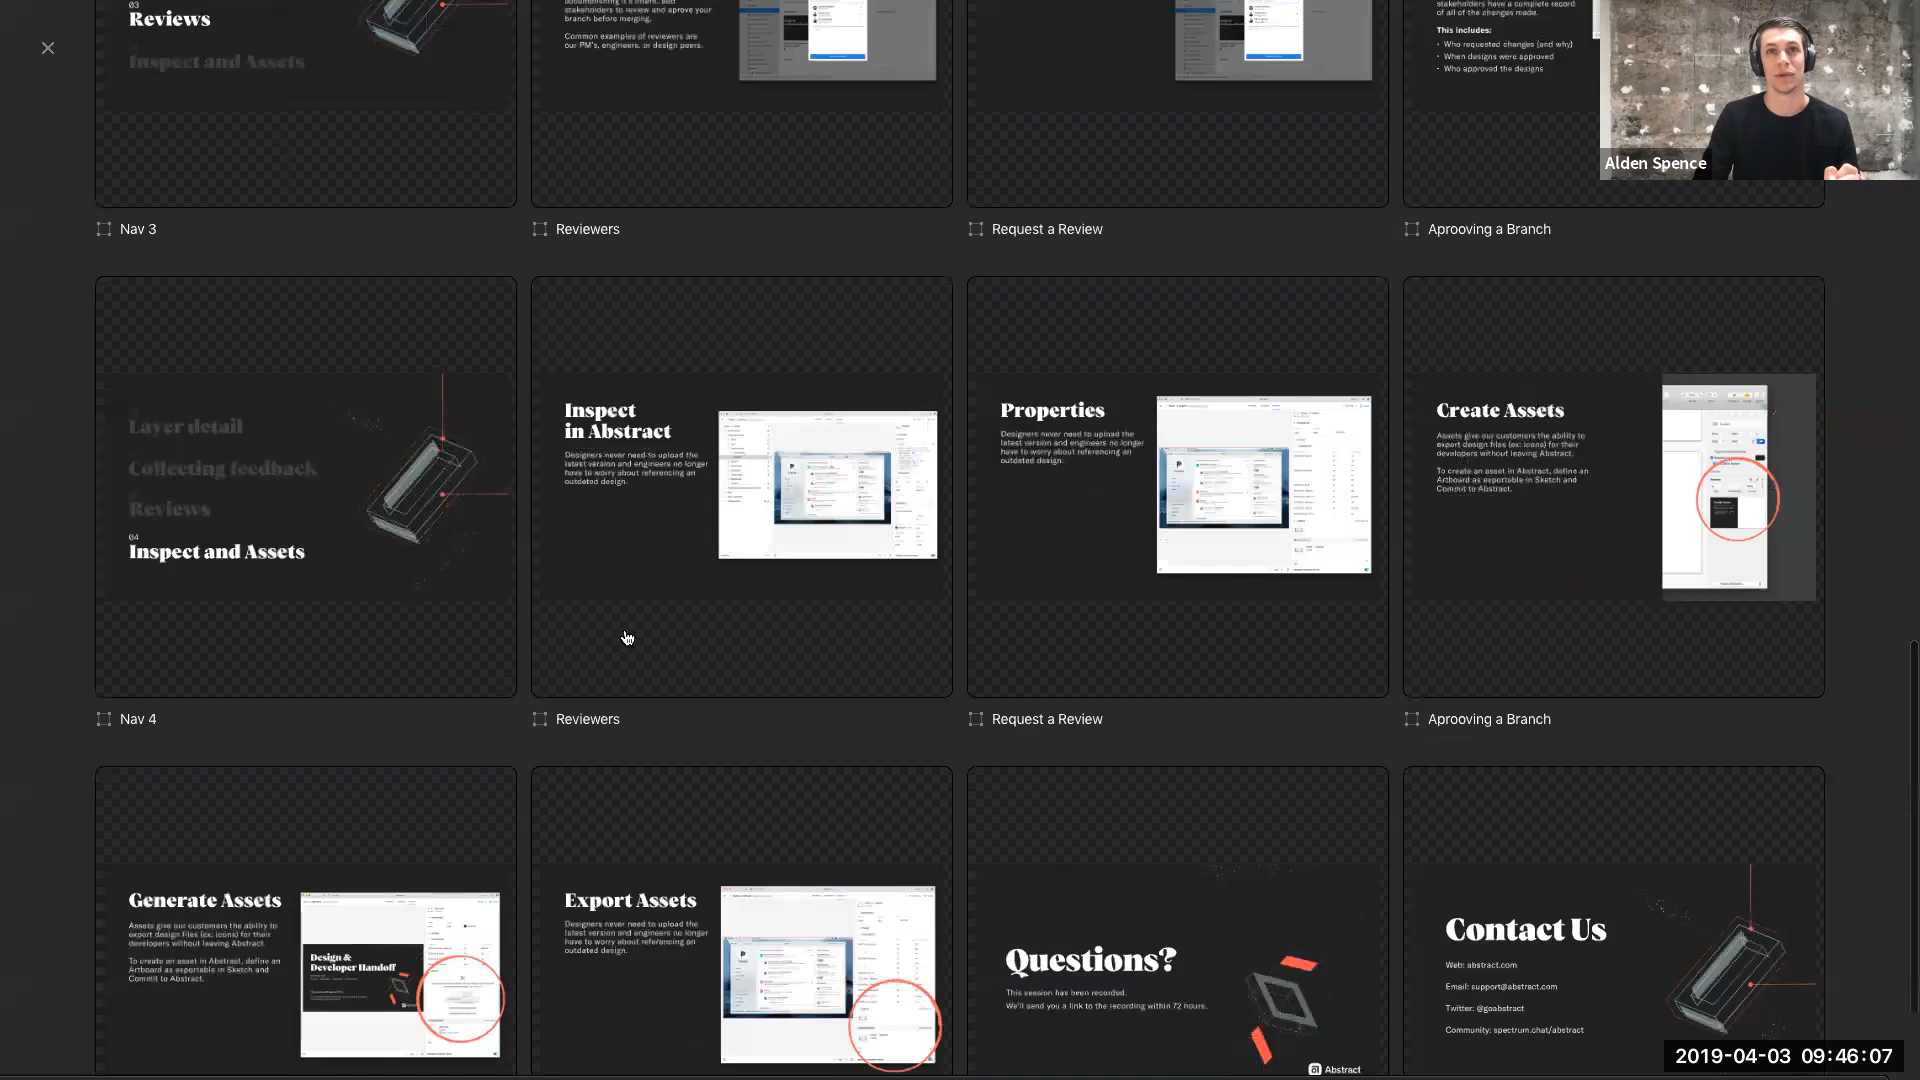 03
Reviews
Inspect and Assets
stakeholders to review and aprove your
branch before merging.
Common examples of reviewers are
our PM's, engineers, or design peers.
stakeholders have a complete record
of all of the changes made.
This includes:
· Who requested changes (and why)
· When designs were approved
· Who approved the designs
Alden Spence
Nav 3
Reviewers
Request a Review
Aprooving a Branch
Layer detail
Collecting feedback
Reviews
04
Inspect and Assets
Inspect
in Abstract
Designers never need to upload the
latest version and engineers no longer
have to worry about referencing an
outdated design.
Properties
Designers never need to upload the
latest version and engineers no longer
have to worry about referencing an
outdated design.
Create Assets
Assets give our customers the ability to
export design files (ex: icons) for their
developers without leaving Abstract.
To create an asset in Abstract, define an
Artboard as exportable in Sketch and
Commit to Abstract.
Nav 4
Reviewers
Request a Review
Aprooving a Branch
Generate Assets
Assets give our customers the ability to
export design files (ex: icons) for their
developers without leaving Abstract.
To create an asset in Abstract, define an
Artboard as exportable in Sketch and
Commit to Abstract.
Design &
Developer Handoff
Export Assets
Designers never need to upload the
latest version and engineers no longer
have to worry about referencing an
outdated design.
Questions?
This session has been recorded.
We'll send you a link to the recording within 72 hours.
Abstract
Contact Us
Web: abstract.com
Email: support@abstract.com
Twitter: @goabstract
Community: spectrum.chat/abstract
2019-04-03 09:46:07